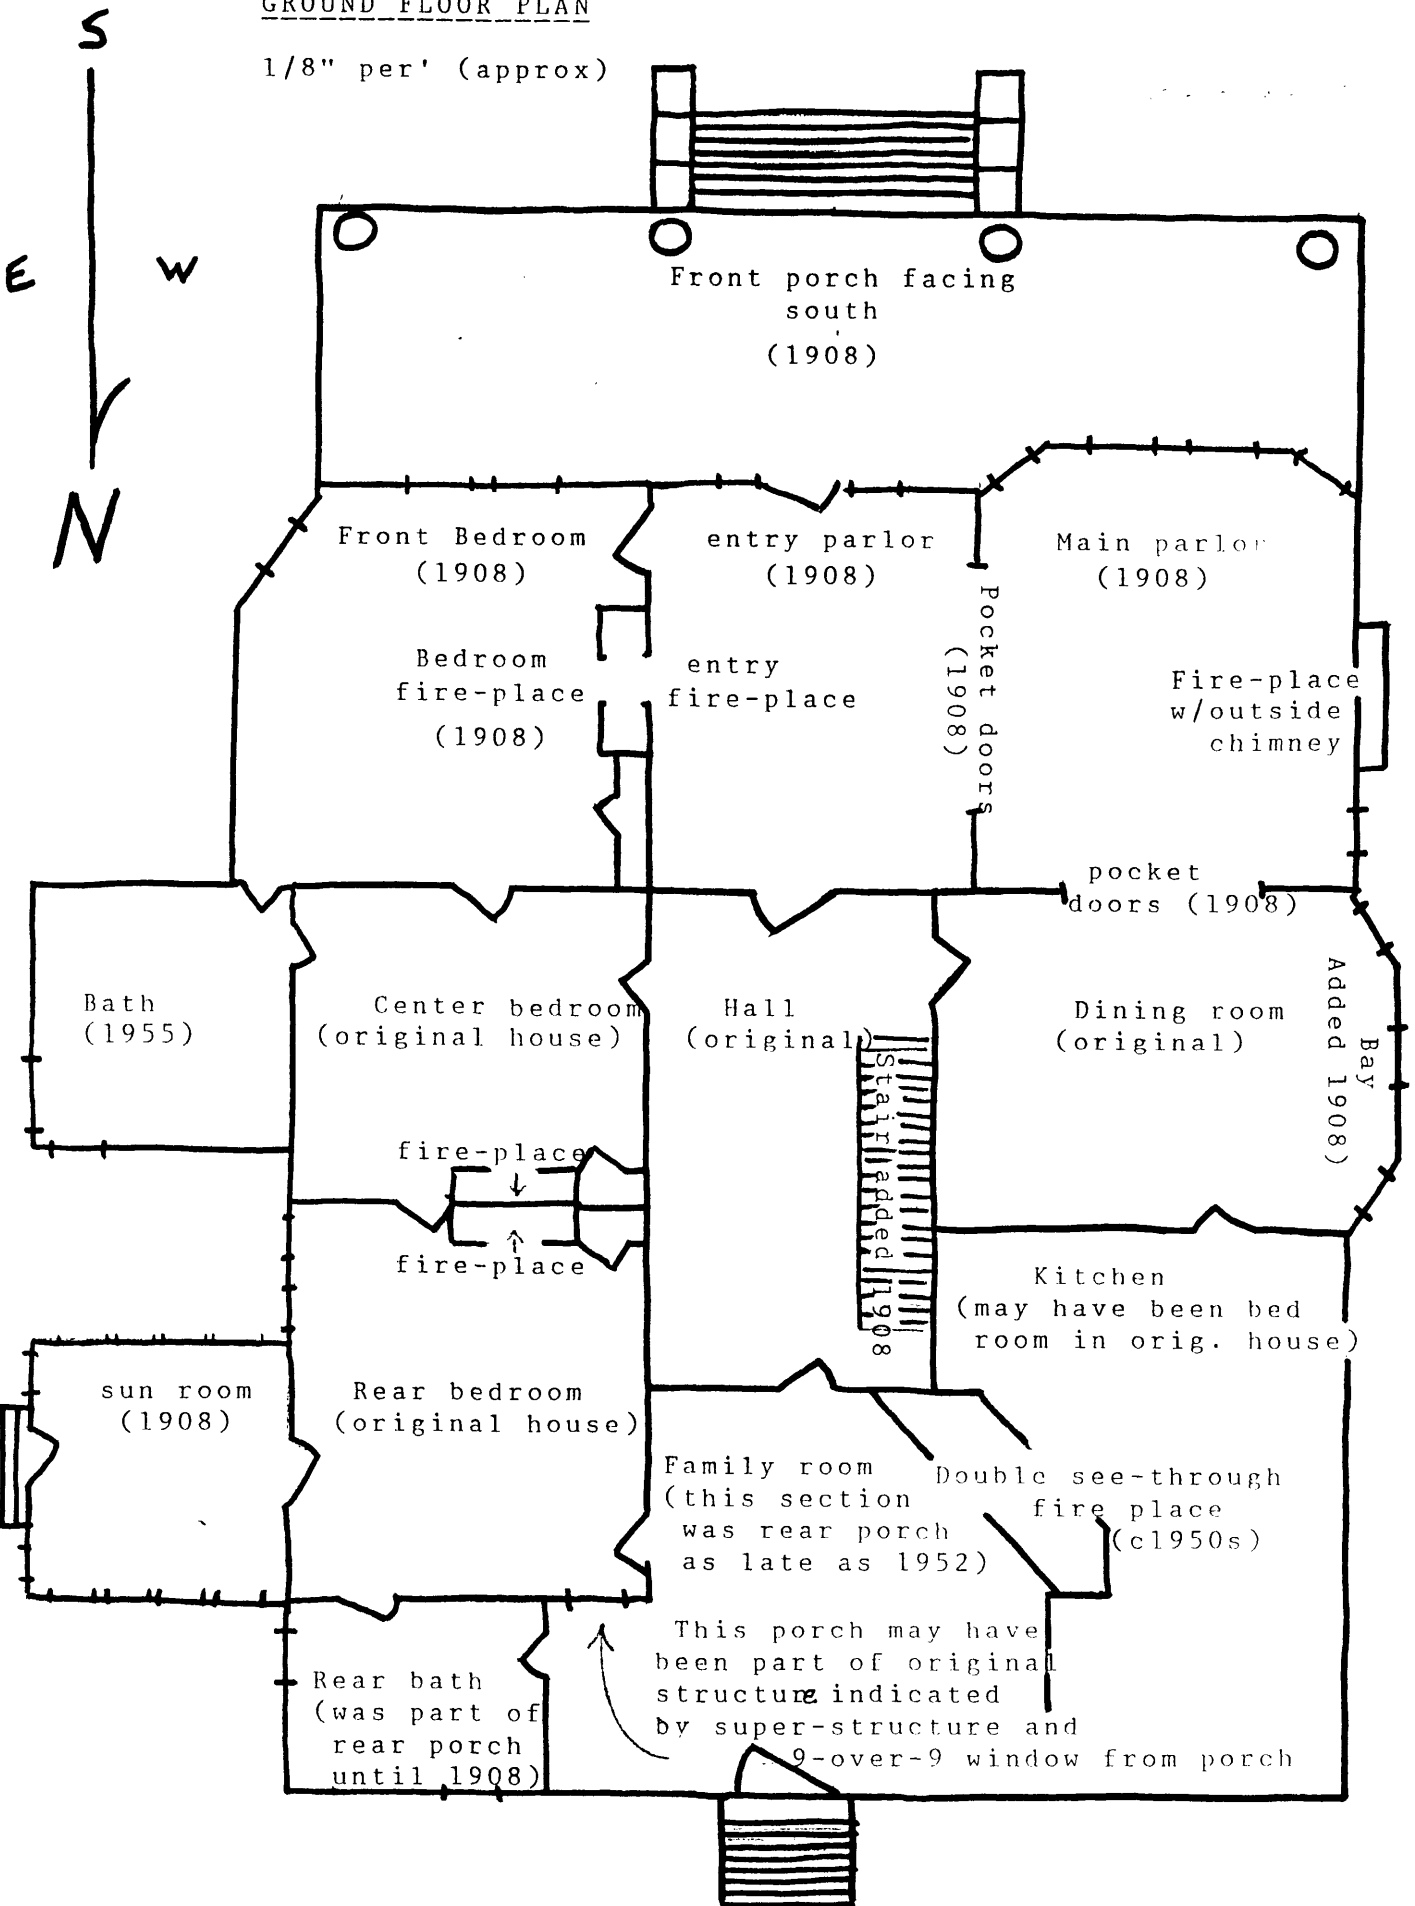 GROUND FLOOR PLAN
S
1/8" per' (approx)
E
W
N
Front porch facing
south
(1908)
Front Bedroom
(1908)
entry parlor
(1908)
Main parlor
(1908)
Pocket doors
(1908)
Bedroom
fire-place
(1908)
entry
fire-place
Fire-place
w/outside
chimney
pocket
doors (1908)
Bath
(1955)
Center bedroom
(original house)
Hall
(original)
Stair added 1908
Dining room
(original)
Bay
Added 1908)
fire-place
fire-place
Kitchen
(may have been bed
room in orig. house)
sun room
(1908)
Rear bedroom
(original house)
Family room
(this section
was rear porch
as late as 1952)
Double see-through
fire place
(c1950s)
This porch may have
been part of original
structure indicated
by super-structure and
9-over-9 window from porch
Rear bath
(was part of
rear porch
until 1908)